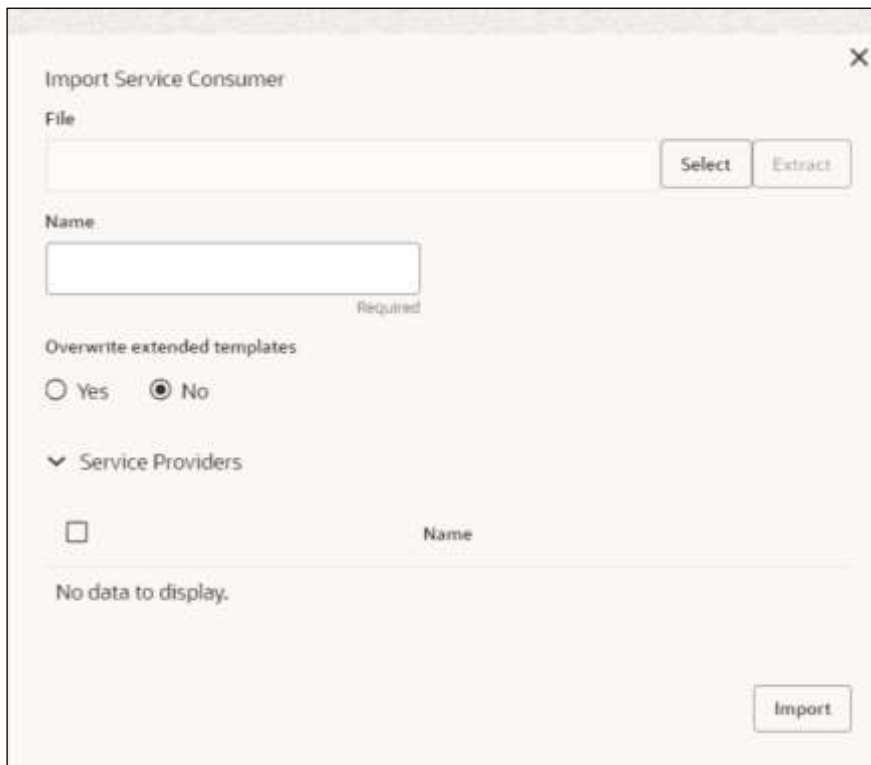 Import Service Consumer
File
Select Extract
Name
Required
Overwrite extended templates
Yes No
Service Providers
Name
No data to display.
Import